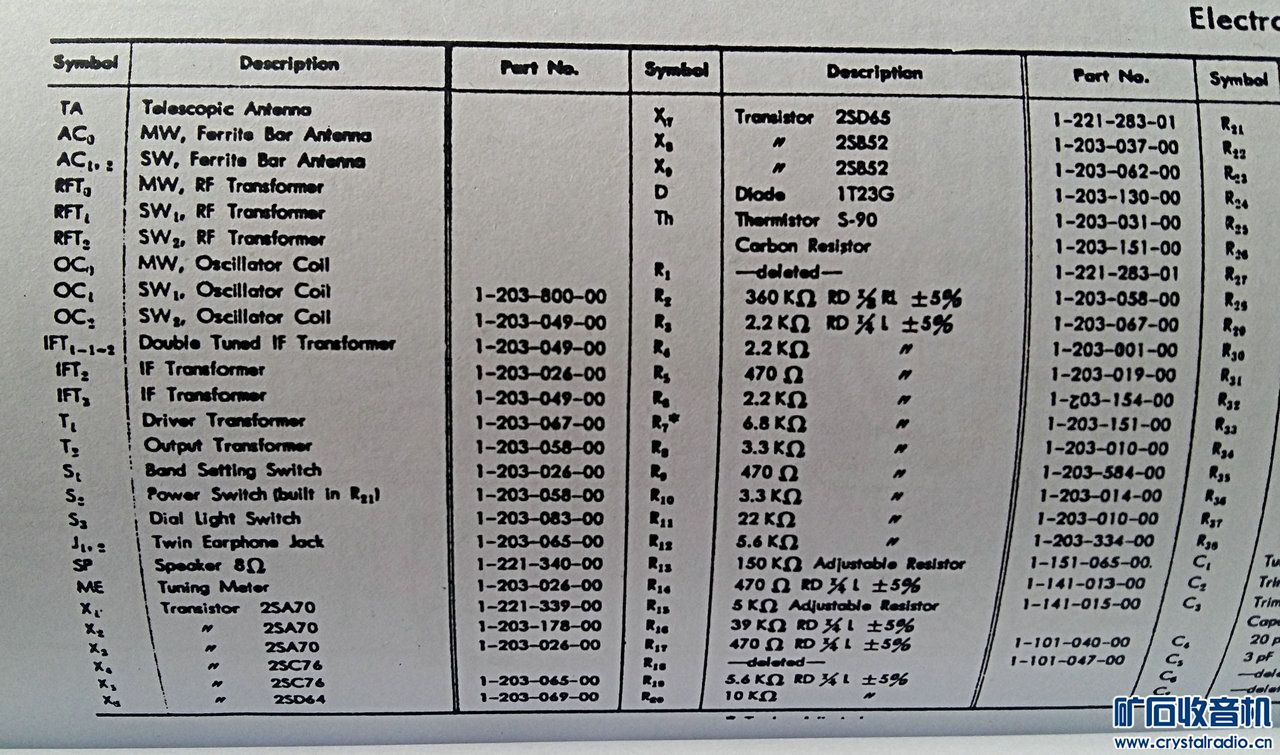 Electro
Symbol Description Part No. Symbol Description Part No. Symbol
TA Telescopic Antenna X₁₇ Transistor 2SD65 1-221-283-01 R₂₁
AC₀ MW, Ferrite Bar Antenna X₈ 〃 2SB52 1-203-037-00 R₂₂
AC₁,₂ SW, Ferrite Bar Antenna X₉ 〃 2SB52 1-203-062-00 R₂₃
RFT₀ MW, RF Transformer D Diode 1T23G 1-203-130-00 R₂₄
RFT₁ SW₁, RF Transformer Th Thermistor S-90 1-203-031-00 R₂₅
RFT₂ SW₂, RF Transformer Carbon Resistor 1-203-151-00 R₂₆
OC₀ MW, Oscillator Coil R₁ —deleted— 1-221-283-01 R₂₇
OC₁ SW₁, Oscillator Coil 1-203-800-00 R₂ 360 KΩ RD ±5% 1-203-058-00 R₂₈
OC₂ SW₂, Oscillator Coil 1-203-049-00 R₃ 2.2 KΩ RD ¼ L ±5% 1-203-067-00 R₂₉
IFT₁₋₁₋₂ Double Tuned IF Transformer 1-203-049-00 R₄ 2.2 KΩ 〃 1-203-001-00 R₃₀
IFT₂ IF Transformer 1-203-026-00 R₅ 470 Ω 〃 1-203-019-00 R₃₁
IFT₃ IF Transformer 1-203-049-00 R₆ 2.2 KΩ 〃 1-203-154-00 R₃₂
T₁ Driver Transformer 1-203-067-00 R₇* 6.8 KΩ 〃 1-203-151-00 R₃₃
T₂ Output Transformer 1-203-058-00 R₈ 3.3 KΩ 〃 1-203-010-00 R₃₄
S₁ Band Setting Switch 1-203-026-00 R₉ 470 Ω 〃 1-203-584-00 R₃₅
S₂ Power Switch (built in R₂₁) 1-203-058-00 R₁₀ 3.3 KΩ 〃 1-203-014-00 R₃₆
S₃ Dial Light Switch 1-203-083-00 R₁₁ 22 KΩ 〃 1-203-010-00 R₃₇
J₁,₂ Twin Earphone Jack 1-203-065-00 R₁₂ 5.6 KΩ 〃 1-203-334-00 R₃₈
SP Speaker 8Ω 1-221-340-00 R₁₃ 150 KΩ Adjustable Resistor 1-151-065-00. C₁ Tu
ME Tuning Meter 1-203-026-00 R₁₄ 470 Ω RD ¼ L ±5% 1-141-013-00 C₂ Trim
X₁ Transistor 2SA70 1-221-339-00 R₁₅ 5 KΩ Adjustable Resistor 1-141-015-00 C₃ Trim
X₂ 〃 2SA70 1-203-178-00 R₁₆ 39 KΩ RD ¼ L ±5% Capa
X₃ 〃 2SA70 1-203-026-00 R₁₇ 470 Ω RD ¼ L ±5% 1-101-040-00 C₄ 20 p
X₄ 〃 2SC76 R₁₈ —deleted— 1-101-047-00 C₅ 3 pF
X₅ 〃 2SC76 1-203-065-00 R₁₉ 5.6 KΩ RD ¼ L ±5% C₆ —dele
X₆ 〃 2SD64 1-203-069-00 R₂₀ 10 KΩ 〃 —dele
矿石收音机
www.crystalradio.cn